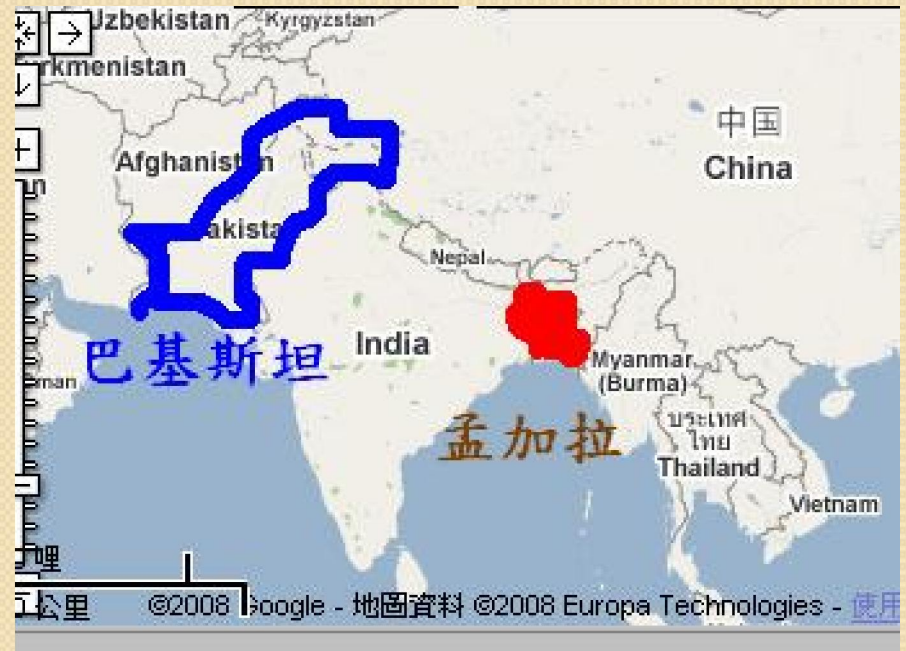 Uzbekistan
Kyrgyzstan
rkmenistan
中国
China
Afghanistan
akista
Nepal
India
巴基斯坦
Myanmar
(Burma)
孟加拉
ประเทศ
ไทย
Thailand
Vietnam
man
哩
公里 ©2008 Google - 地圖資料 ©2008 Europa Technologies - 使用